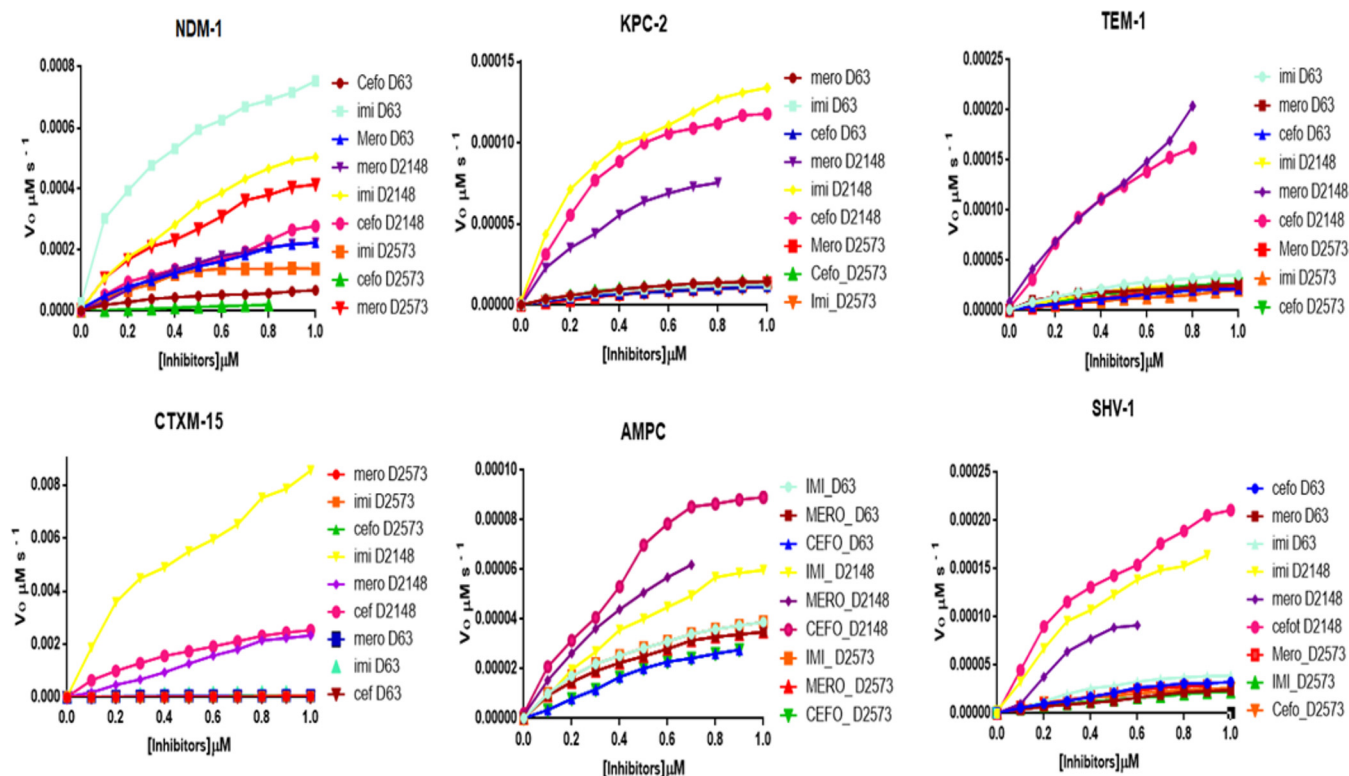 NDM-1
0.0008
0.0006
0.0004
0.0002
0.0000
Vo µM s⁻¹
0.0 0.2 0.4 0.6 0.8 1.0
[Inhibitors]µM
Cefo D63
imi D63
Mero D63
mero D2148
imi D2148
cefo D2148
imi D2573
cefo D2573
mero D2573
KPC-2
0.00015
0.00010
0.00005
0.00000
Vo µM s⁻¹
0.0 0.2 0.4 0.6 0.8 1.0
[Inhibitors]µM
mero D63
imi D63
cefo D63
mero D2148
imi D2148
cefo D2148
Mero D2573
Cefo_D2573
Imi_D2573
TEM-1
0.00025
0.00020
0.00015
0.00010
0.00005
0.00000
Vo µM s⁻¹
0.0 0.2 0.4 0.6 0.8 1.0
[Inhibitors]µM
imi D63
mero D63
cefo D63
imi D2148
mero D2148
cefo D2148
Mero D2573
imi D2573
cefo D2573
CTXM-15
0.008
0.006
0.004
0.002
0.000
Vo µM s⁻¹
0.0 0.2 0.4 0.6 0.8 1.0
[Inhibitors]µM
mero D2573
imi D2573
cefo D2573
imi D2148
mero D2148
cef D2148
mero D63
imi D63
cef D63
AMPC
0.00010
0.00008
0.00006
0.00004
0.00002
0.00000
Vo µM s⁻¹
0.0 0.2 0.4 0.6 0.8 1.0
[Inhibitors]µM
IMI_D63
MERO_D63
CEFO_D63
IMI_D2148
MERO_D2148
CEFO_D2148
IMI_D2573
MERO_D2573
CEFO_D2573
SHV-1
0.00025
0.00020
0.00015
0.00010
0.00005
0.00000
Vo µM s⁻¹
0.0 0.2 0.4 0.6 0.8 1.0
[Inhibitors]µM
cefo D63
mero D63
imi D63
imi D2148
mero D2148
cefot D2148
Mero_D2573
IMI_D2573
Cefo_D2573